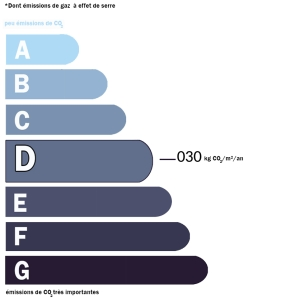 *Dont émissions de gaz à effet de serre
peu émissions de CO₂
A
B
C
D
030 kg CO₂/m²/an
E
F
G
émissions de CO₂ très importantes